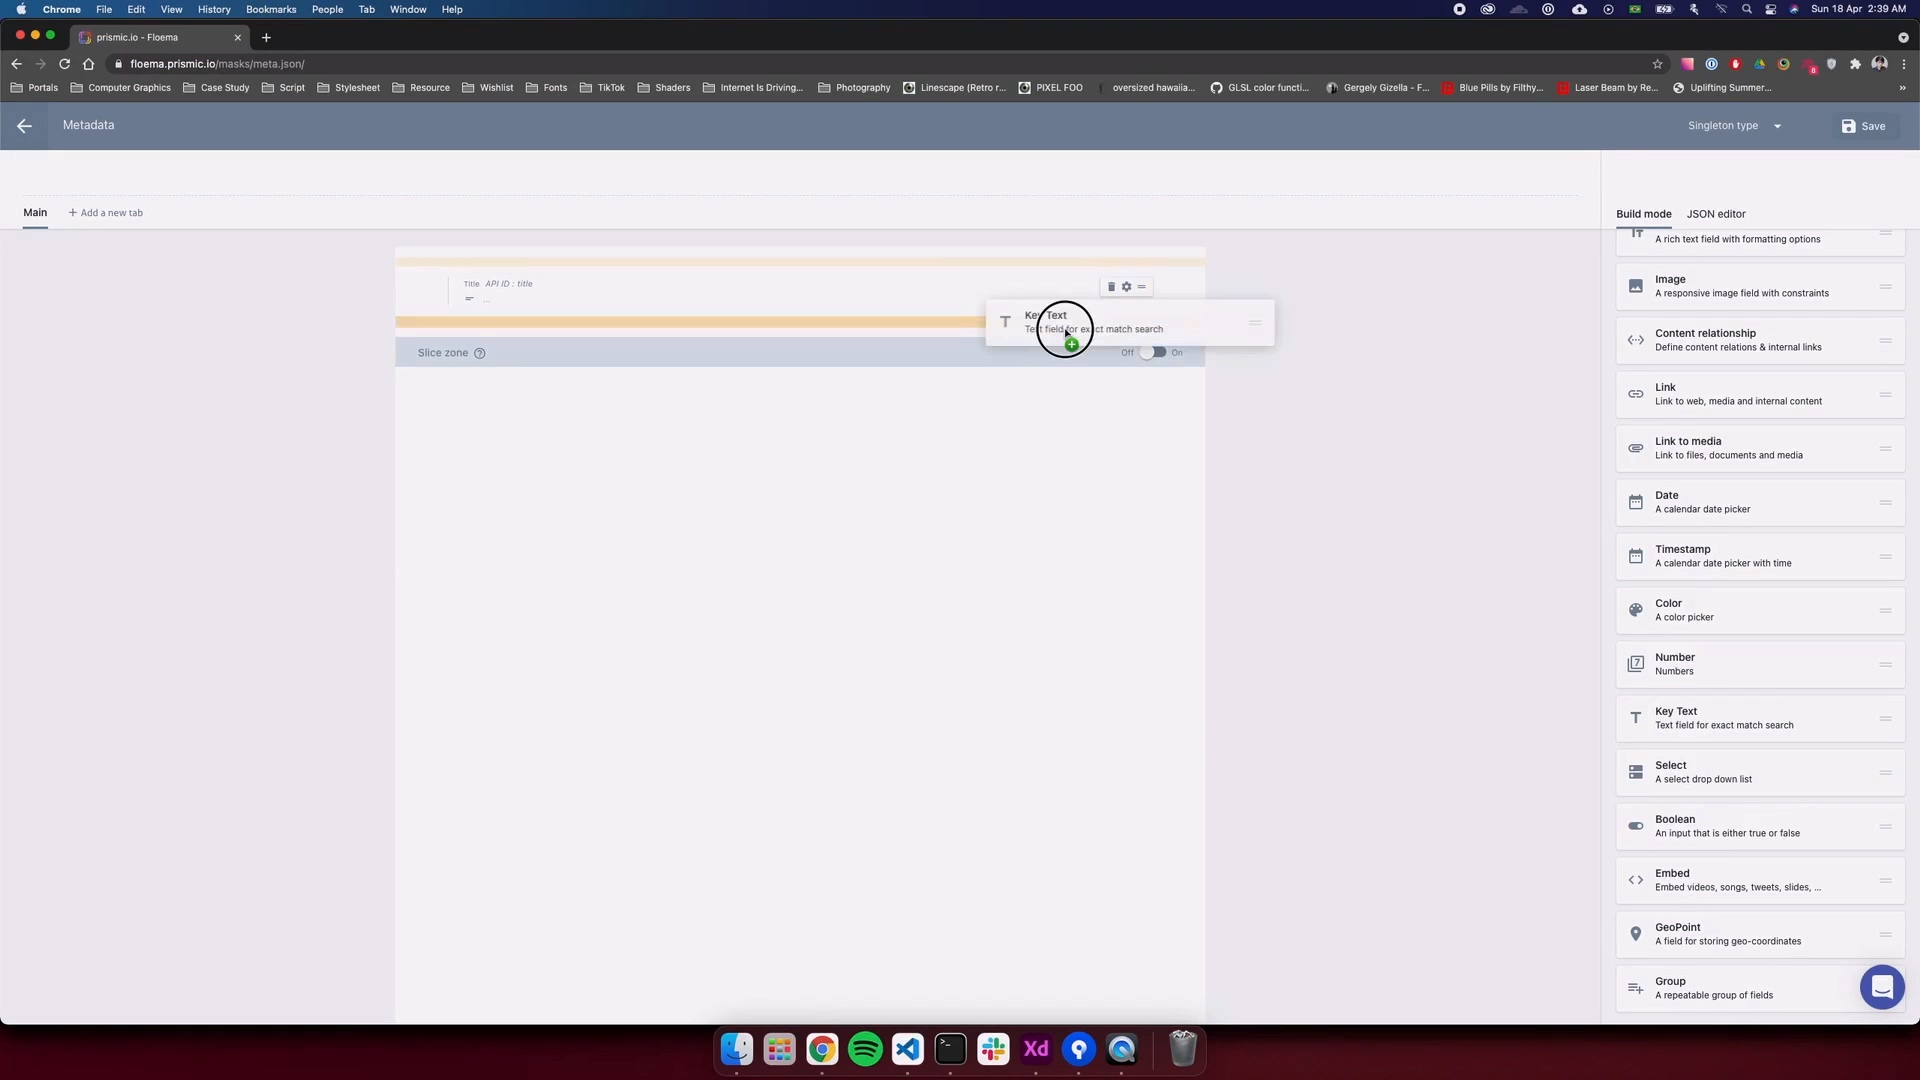 Chrome File Edit View History Bookmarks People Tab Window Help Sun 18 Apr 2:39 AM
prismic.io - Floema
floema.prismic.io/masks/meta.json/
8
Portals Computer Graphics Case Study Script Stylesheet Resource Wishlist Fonts TikTok Shaders Internet Is Driving... Photography Linescape (Retro r... PIXEL FOO oversized hawaiia... GLSL color functi... Gergely Gizella - F... Blue Pills by Filthy... Laser Beam by Re... Uplifting Summer... »
Metadata Singleton type Save
Main + Add a new tab
Build mode JSON editor
A rich text field with formatting options
Title API ID : title
...
Key Text
Text field for exact match search
Slice zone ? Off On
Image
A responsive image field with constraints
Content relationship
Define content relations & internal links
Link
Link to web, media and internal content
Link to media
Link to files, documents and media
Date
A calendar date picker
Timestamp
A calendar date picker with time
Color
A color picker
7 Number
Numbers
Key Text
Text field for exact match search
Select
A select drop down list
Boolean
An input that is either true or false
Embed
Embed videos, songs, tweets, slides, ...
GeoPoint
A field for storing geo-coordinates
Group
A repeatable group of fields
Xd